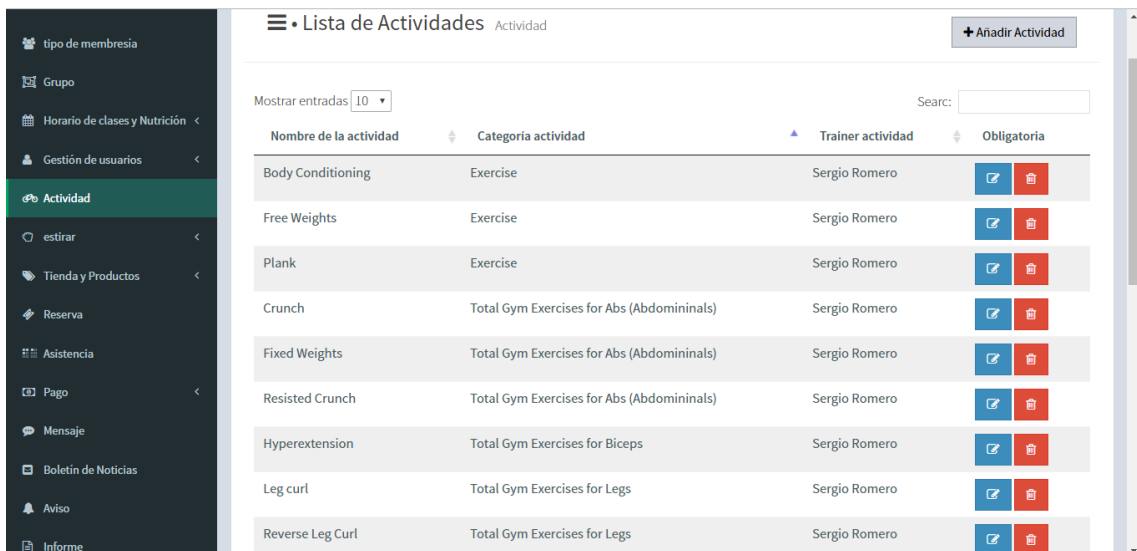 Lista de Actividades Actividad
+ Añadir Actividad
tipo de membresia
Grupo
Horario de clases y Nutrición
Gestión de usuarios
Actividad
estirar
Tienda y Productos
Reserva
Asistencia
Pago
Mensaje
Boletín de Noticias
Aviso
Informe
Mostrar entradas 10
Searc:
Nombre de la actividad Categoría actividad Trainer actividad Obligatoria
Body Conditioning Exercise Sergio Romero
Free Weights Exercise Sergio Romero
Plank Exercise Sergio Romero
Crunch Total Gym Exercises for Abs (Abdomininals) Sergio Romero
Fixed Weights Total Gym Exercises for Abs (Abdomininals) Sergio Romero
Resisted Crunch Total Gym Exercises for Abs (Abdomininals) Sergio Romero
Hyperextension Total Gym Exercises for Biceps Sergio Romero
Leg curl Total Gym Exercises for Legs Sergio Romero
Reverse Leg Curl Total Gym Exercises for Legs Sergio Romero